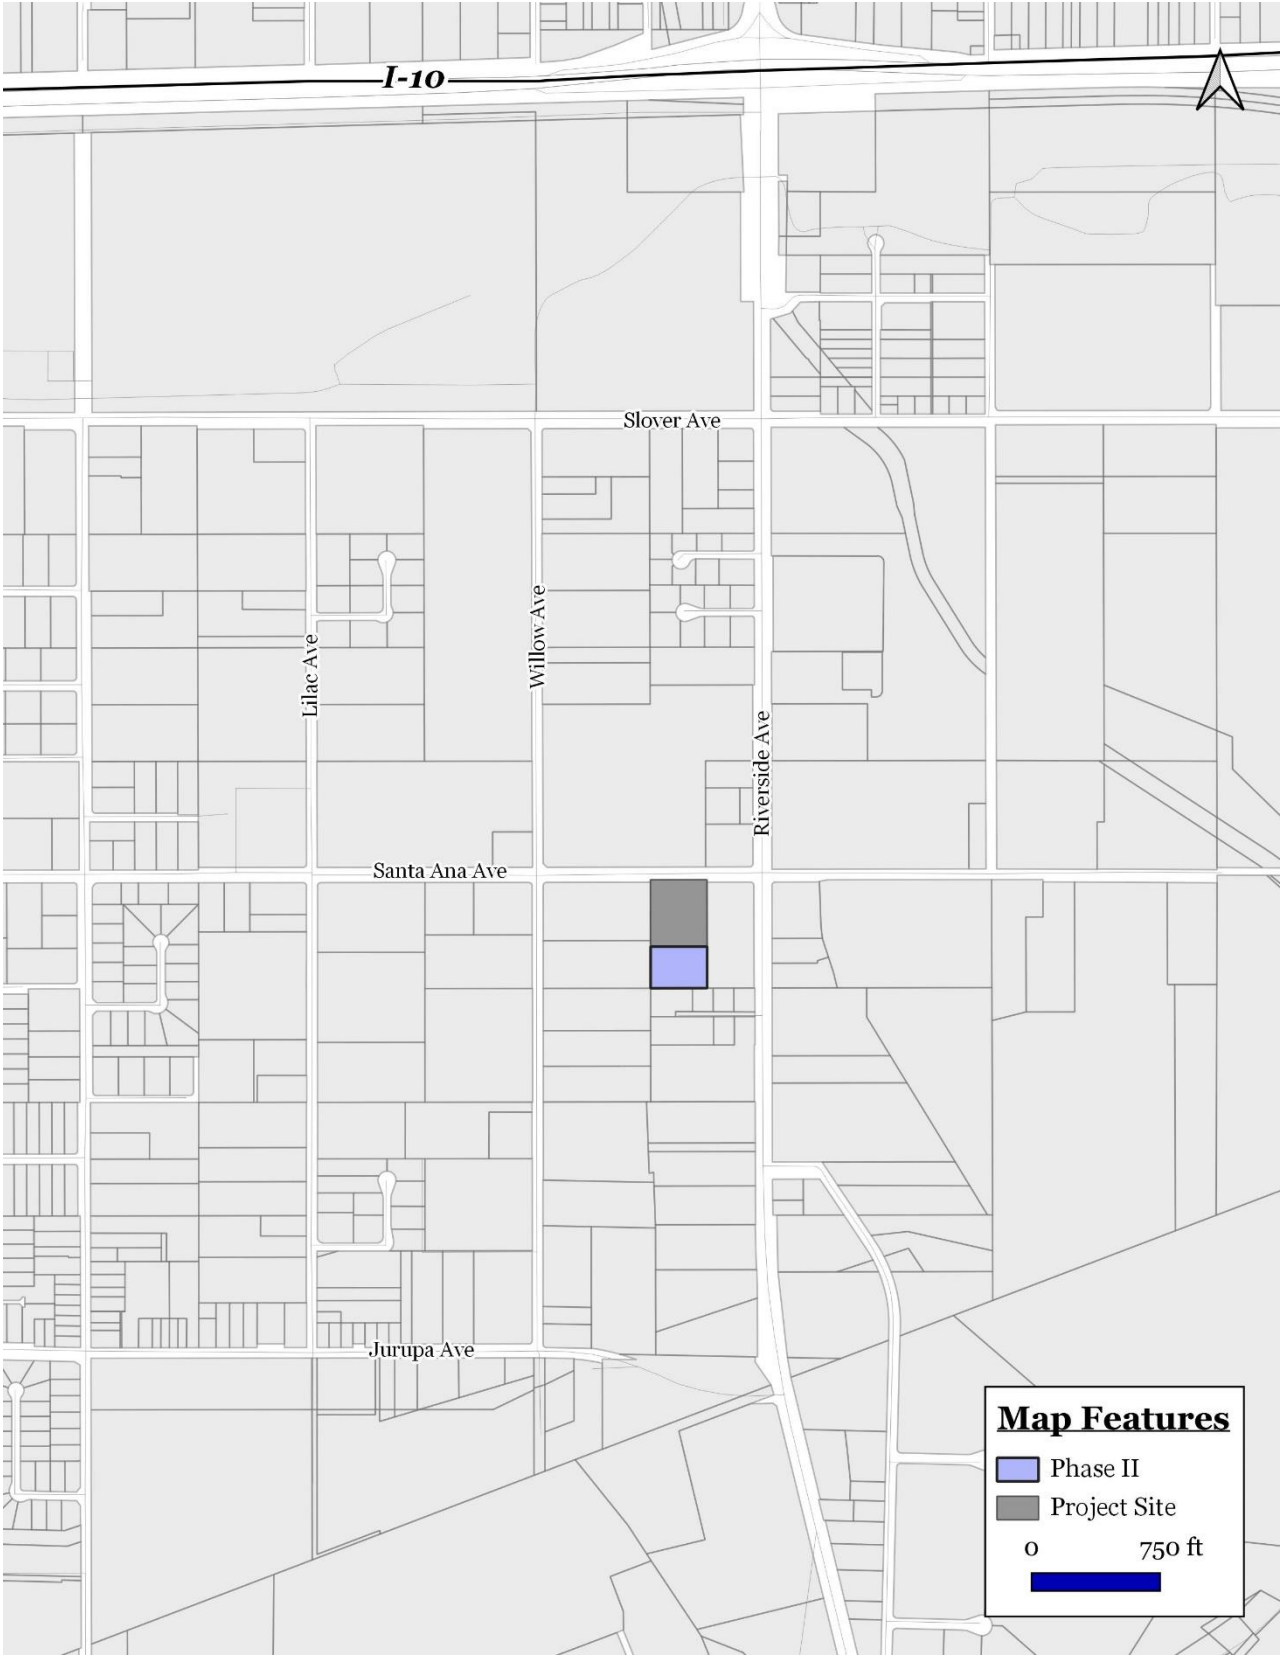 I-10
Slover Ave
Willow Ave
Lilac Ave
Riverside Ave
Santa Ana Ave
Jurupa Ave
Map Features
Phase II
Project Site
0 750 ft